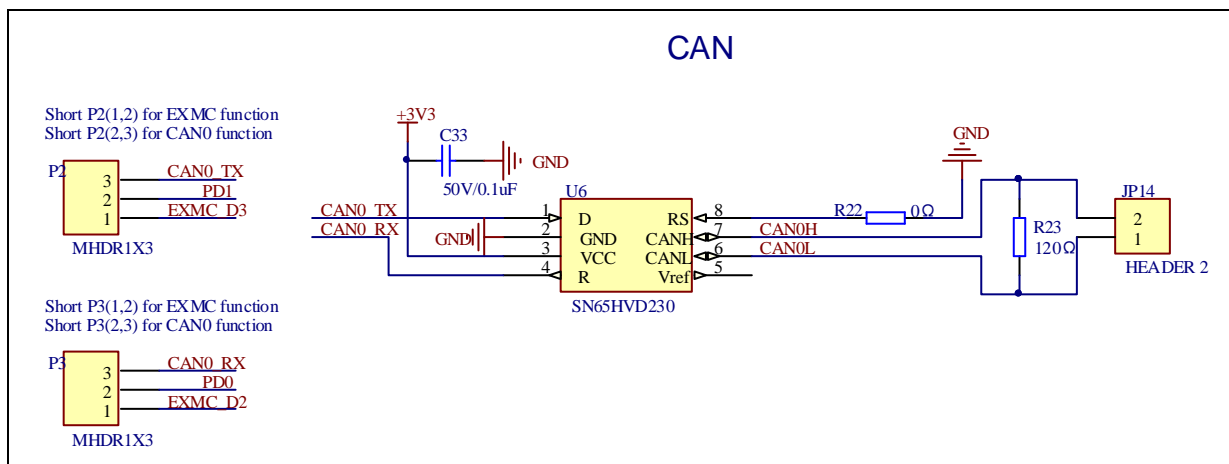 CAN
Short P2(1,2) for EXMC function
Short P2(2,3) for CAN0 function
P2
3 CAN0_TX
2 PD1
1 EXMC_D3
MHDR1X3
Short P3(1,2) for EXMC function
Short P3(2,3) for CAN0 function
P3
3 CAN0_RX
2 PD0
1 EXMC_D2
MHDR1X3
+3V3
C33
GND
50V/0.1uF
U6
CAN0_TX 1 D RS 8
CAN0_RX GND 2 GND CANH 7 CAN0H
3 VCC CANL 6 CAN0L
4 R Vref 5
SN65HVD230
GND
R22 0Ω
R23
120Ω
JP14
2
1
HEADER 2